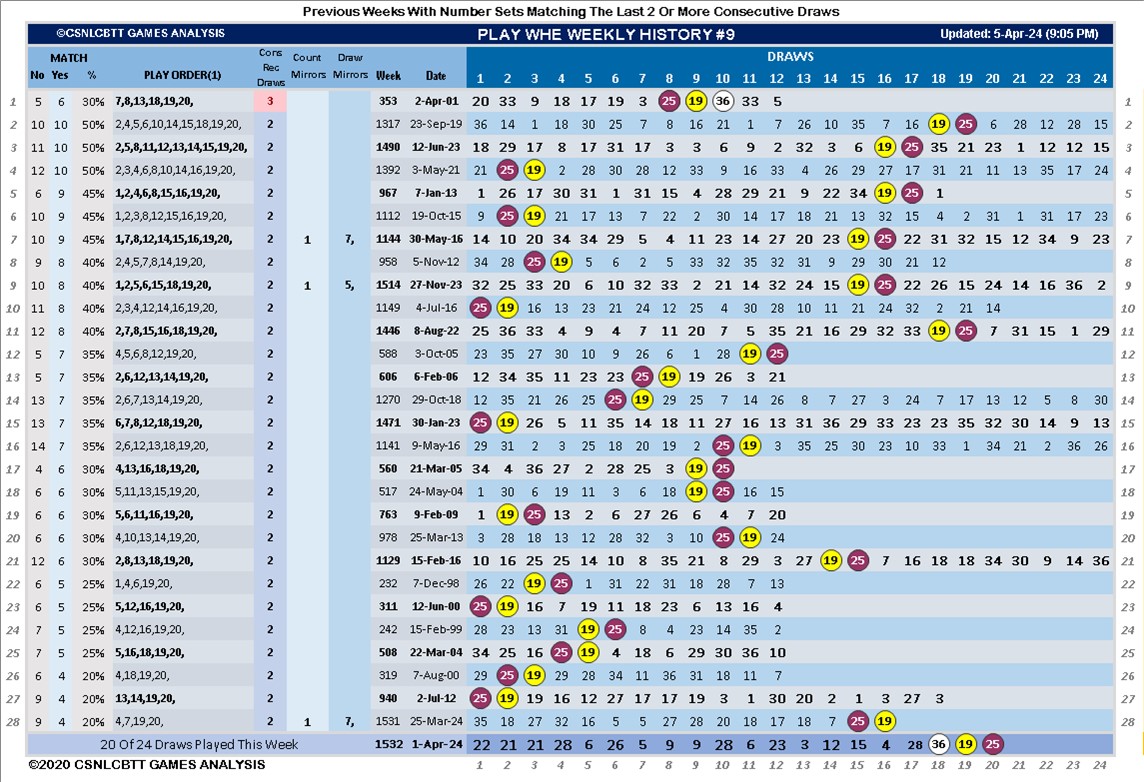 Previous Weeks With Number Sets Matching The Last 2 Or More Consecutive Draws
©CSNLCBTT GAMES ANALYSIS PLAY WHE WEEKLY HISTORY #9 Updated: 5-Apr-24 (9:05 PM)
MATCH Cons Rec Draws Count Mirrors Draw Mirrors DRAWS
No Yes % PLAY ORDER(1) Week Date 1 2 3 4 5 6 7 8 9 10 11 12 13 14 15 16 17 18 19 20 21 22 23 24
1 5 6 30% 7,8,13,18,19,20, 3 353 2-Apr-01 20 33 9 18 17 19 3 25 19 36 33 5 1
2 10 10 50% 2,4,5,6,10,14,15,18,19,20, 2 1317 23-Sep-19 36 14 1 18 30 25 7 8 16 21 1 7 26 10 35 7 16 19 25 6 28 12 28 15 2
3 11 10 50% 2,5,8,11,12,13,14,15,19,20, 2 1490 12-Jun-23 18 29 17 8 17 31 17 3 3 6 9 2 32 3 6 19 25 35 21 23 1 12 12 15 3
4 12 10 50% 2,3,4,6,8,10,14,16,19,20, 2 1392 3-May-21 2 25 19 2 28 30 28 12 33 9 16 33 4 26 29 27 17 31 21 11 13 35 17 24 4
5 6 9 45% 1,2,4,6,8,15,16,19,20, 2 967 7-Jan-13 1 26 17 30 31 1 31 15 4 28 29 21 9 22 34 19 25 1 5
6 10 9 45% 1,2,3,8,12,15,16,19,20, 2 1112 19-Oct-15 9 25 19 21 17 13 7 22 2 30 14 17 18 21 13 32 15 4 2 31 1 31 17 23 6
7 10 9 45% 1,7,8,12,14,15,16,19,20, 2 1 7, 1144 30-May-16 14 10 20 34 34 29 5 4 11 23 14 27 20 23 19 25 22 31 32 15 12 34 9 23 7
8 9 8 40% 2,4,5,7,8,14,19,20, 2 958 5-Nov-12 34 28 25 19 5 6 2 5 33 32 35 32 31 9 29 30 21 12 8
9 10 8 40% 1,2,5,6,15,18,19,20, 2 1 5, 1514 27-Nov-23 32 25 33 20 6 10 32 33 2 21 14 32 24 15 19 25 22 26 15 24 14 16 36 2 9
10 11 8 40% 2,3,4,12,14,16,19,20, 2 1149 4-Jul-16 25 19 16 13 23 21 24 12 25 4 30 28 10 11 21 24 32 2 21 14 10
11 12 8 40% 2,7,8,15,16,18,19,20, 2 1446 8-Aug-22 25 36 33 4 9 4 7 11 20 7 5 35 21 16 29 32 33 19 25 7 31 15 1 29 11
12 5 7 35% 4,5,6,8,12,19,20, 2 588 3-Oct-05 23 35 27 30 10 9 26 6 1 28 19 25 12
13 5 7 35% 2,6,12,13,14,19,20, 2 606 6-Feb-06 12 34 35 11 23 23 25 19 19 26 3 21 13
14 13 7 35% 2,6,7,13,14,19,20, 2 1270 29-Oct-18 12 35 21 26 25 25 19 29 25 7 14 26 8 7 27 3 24 7 17 13 12 5 8 30 14
15 13 7 35% 6,7,8,12,18,19,20, 2 1471 30-Jan-23 25 19 26 5 11 35 14 18 11 27 16 13 31 36 29 33 23 23 35 32 30 14 9 13 15
16 14 7 35% 2,6,12,13,18,19,20, 2 1141 9-May-16 29 31 2 3 25 18 20 19 2 25 19 3 35 25 30 23 10 33 1 34 21 2 36 26 16
17 4 6 30% 4,13,16,18,19,20, 2 560 21-Mar-05 34 4 36 27 2 28 25 3 19 25 17
18 6 6 30% 5,11,13,15,19,20, 2 517 24-May-04 1 30 6 19 11 3 6 18 19 25 16 15 18
19 6 6 30% 5,6,11,16,19,20, 2 763 9-Feb-09 1 19 25 13 2 6 27 26 6 4 7 20 19
20 6 6 30% 4,10,13,14,19,20, 2 978 25-Mar-13 3 28 18 13 12 28 32 3 10 25 19 24 20
21 12 6 30% 2,8,13,18,19,20, 2 1129 15-Feb-16 10 16 25 25 14 10 8 35 21 8 29 3 27 19 25 7 16 18 18 34 30 9 14 36 21
22 6 5 25% 1,4,6,19,20, 2 232 7-Dec-98 26 22 19 25 1 31 22 31 18 28 7 13 22
23 6 5 25% 5,12,16,19,20, 2 311 12-Jun-00 25 19 16 7 19 11 18 23 6 13 16 4 23
24 7 5 25% 4,12,16,19,20, 2 242 15-Feb-99 28 23 13 31 19 25 8 4 23 14 35 2 24
25 7 5 25% 5,16,18,19,20, 2 508 22-Mar-04 34 25 16 25 19 4 18 6 29 30 36 10 25
26 6 4 20% 4,18,19,20, 2 319 7-Aug-00 29 25 19 26 28 34 11 36 31 18 11 7 26
27 9 4 20% 13,14,19,20, 2 940 2-Jul-12 25 19 19 16 12 27 17 17 19 3 1 30 20 2 1 3 27 3 27
28 9 4 20% 4,7,19,20, 2 1 7, 1531 25-Mar-24 35 18 27 32 16 5 5 27 28 20 18 13 18 7 25 19 28
20 Of 24 Draws Played This Week 1532 1-Apr-24 22 21 21 28 6 26 5 9 9 28 6 23 3 12 15 4 28 36 19 25
©2020 CSNLCBTT GAMES ANALYSIS 1 2 3 4 5 6 7 8 9 10 11 12 13 14 15 16 17 18 19 20 21 22 23 24